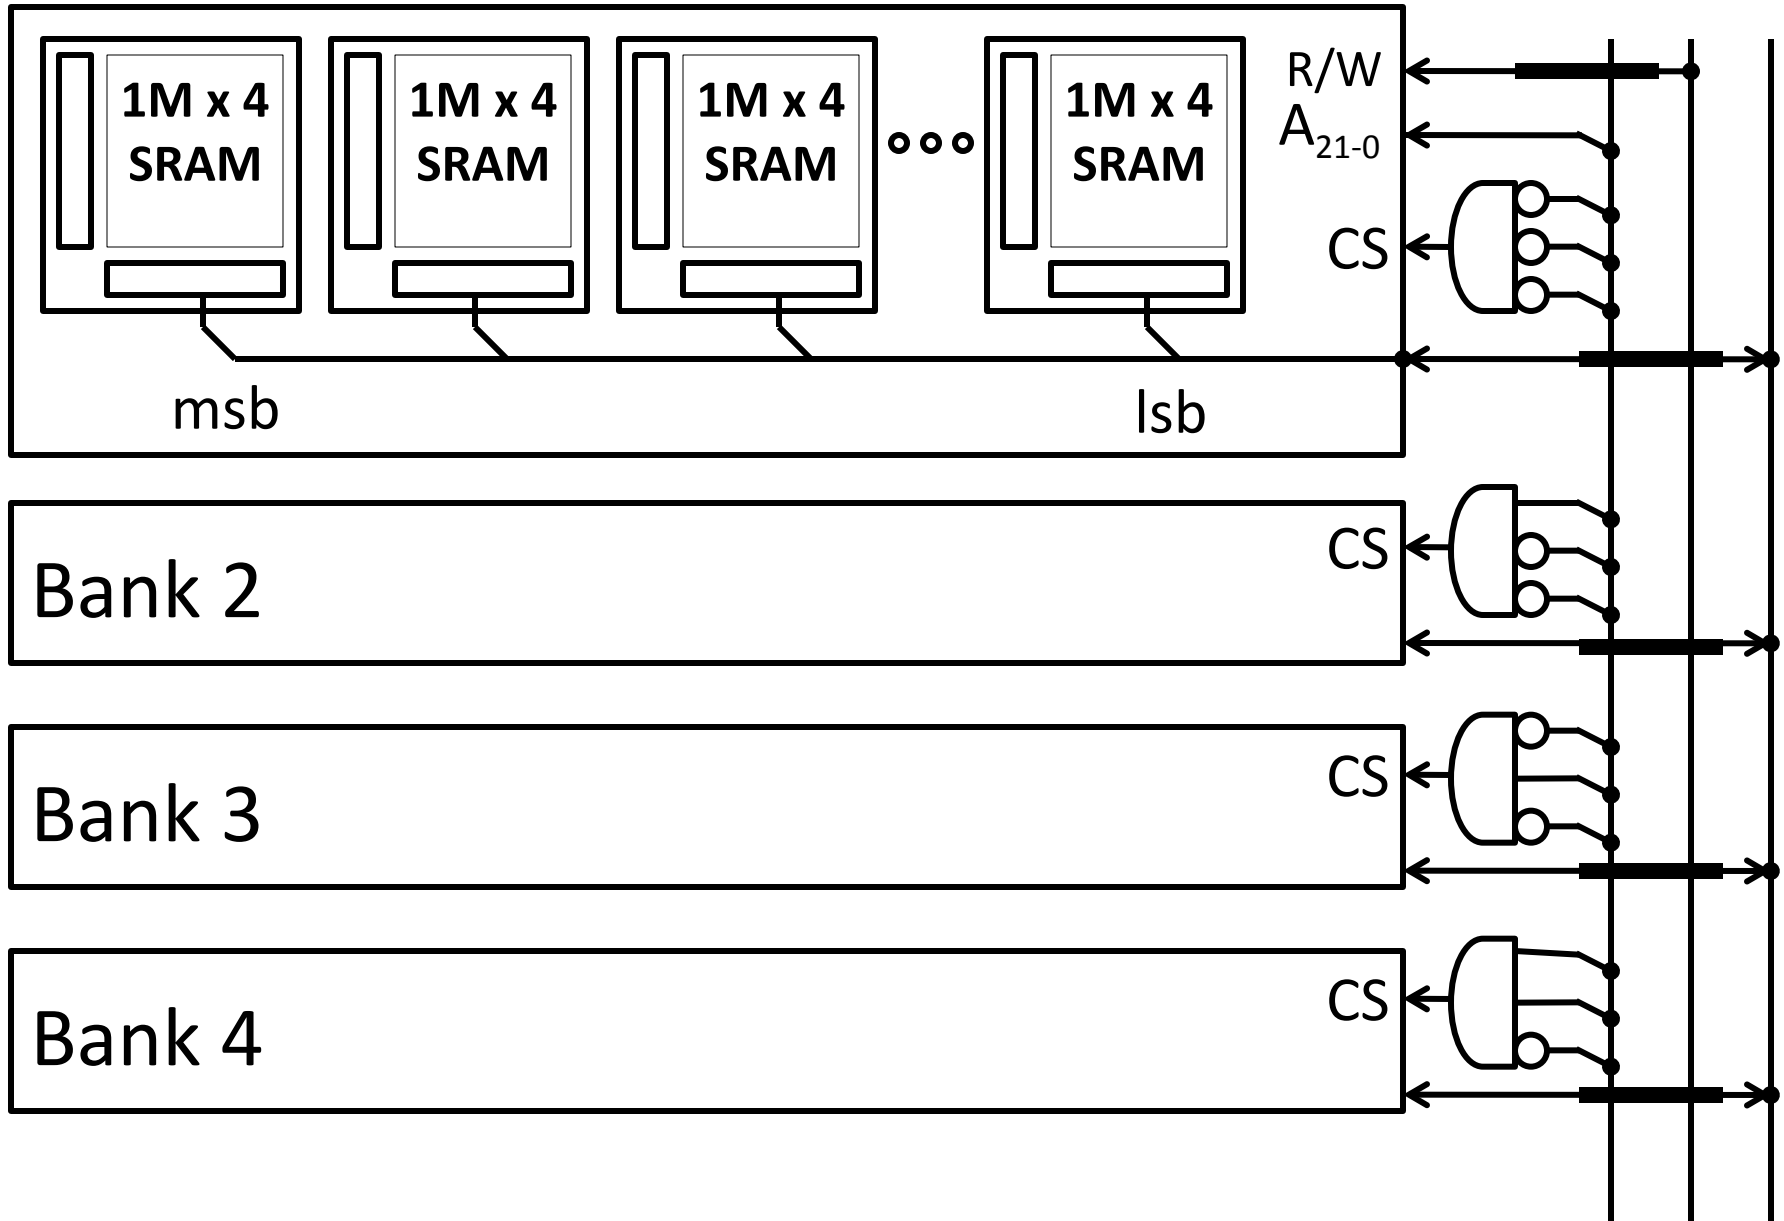 1M x 4
SRAM
1M x 4
SRAM
1M x 4
SRAM
1M x 4
SRAM
R/W
A21-0
CS
msb
lsb
Bank 2
CS
Bank 3
CS
Bank 4
CS